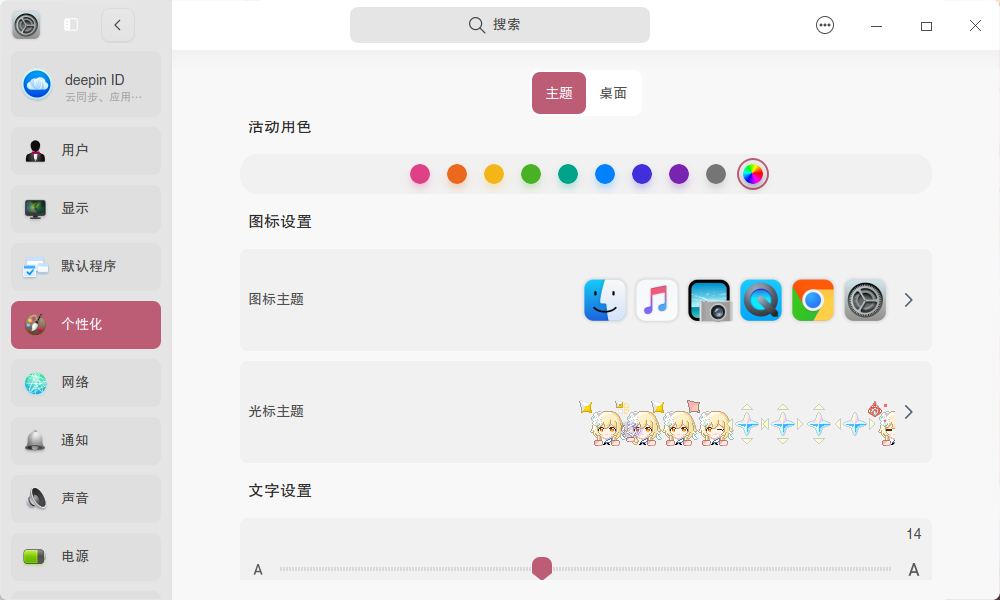 搜索
deepin ID
云同步、应用···
用户
显示
默认程序
个性化
网络
通知
声音
电源
主题
桌面
活动用色
图标设置
图标主题
光标主题
文字设置
14
A
A